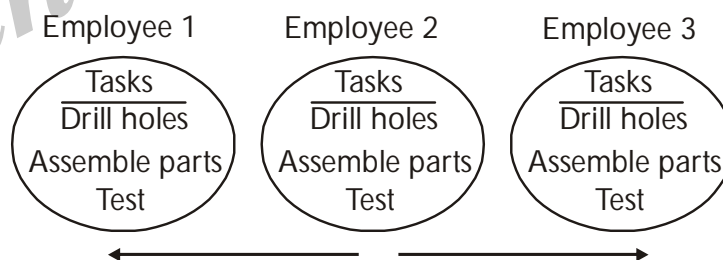 Employee 1
Employee 2
Employee 3
Tasks
Drill holes
Assemble parts
Test
Tasks
Drill holes
Assemble parts
Test
Tasks
Drill holes
Assemble parts
Test